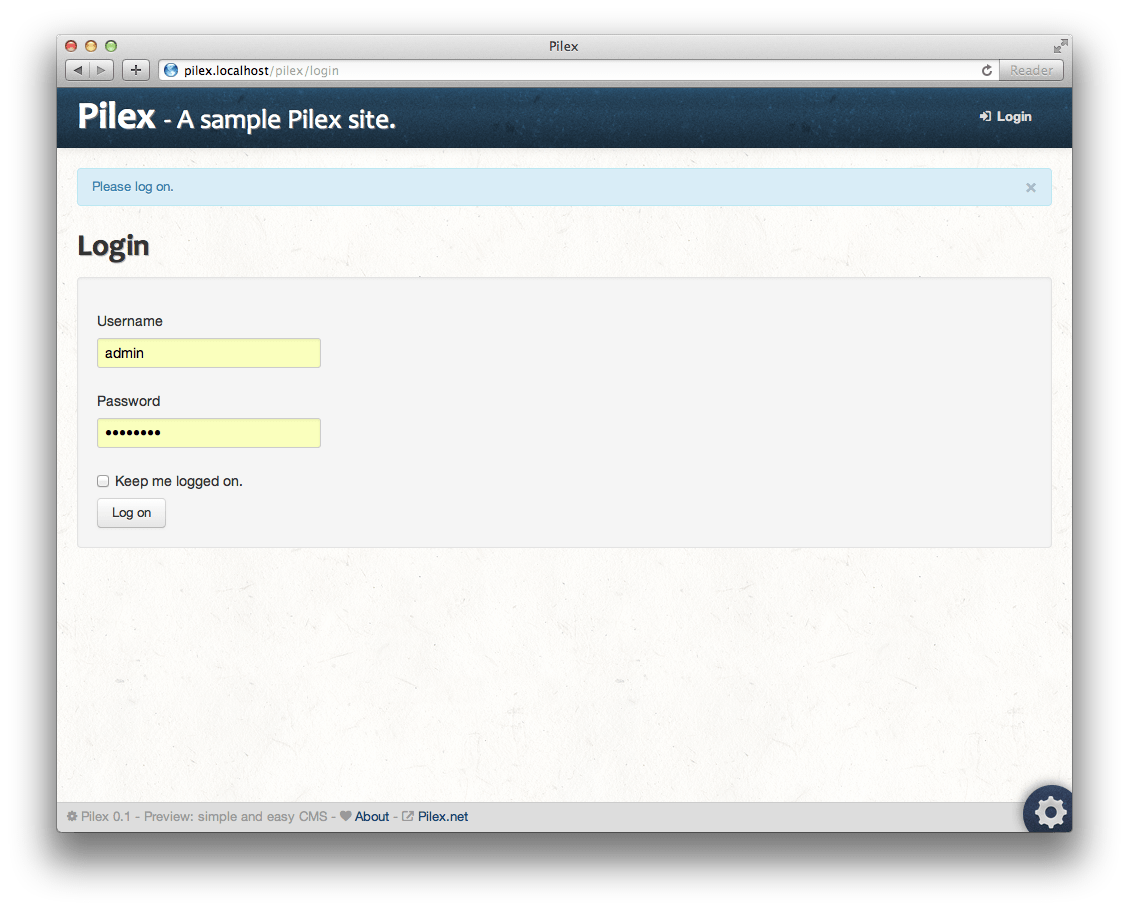 Pilex
pilex.localhost/pilex/login
Reader
Pilex - A sample Pilex site.
Login
Please log on.
×
Login
Username
admin
Password
••••••••
Keep me logged on.
Log on
Pilex 0.1 - Preview: simple and easy CMS - About - Pilex.net